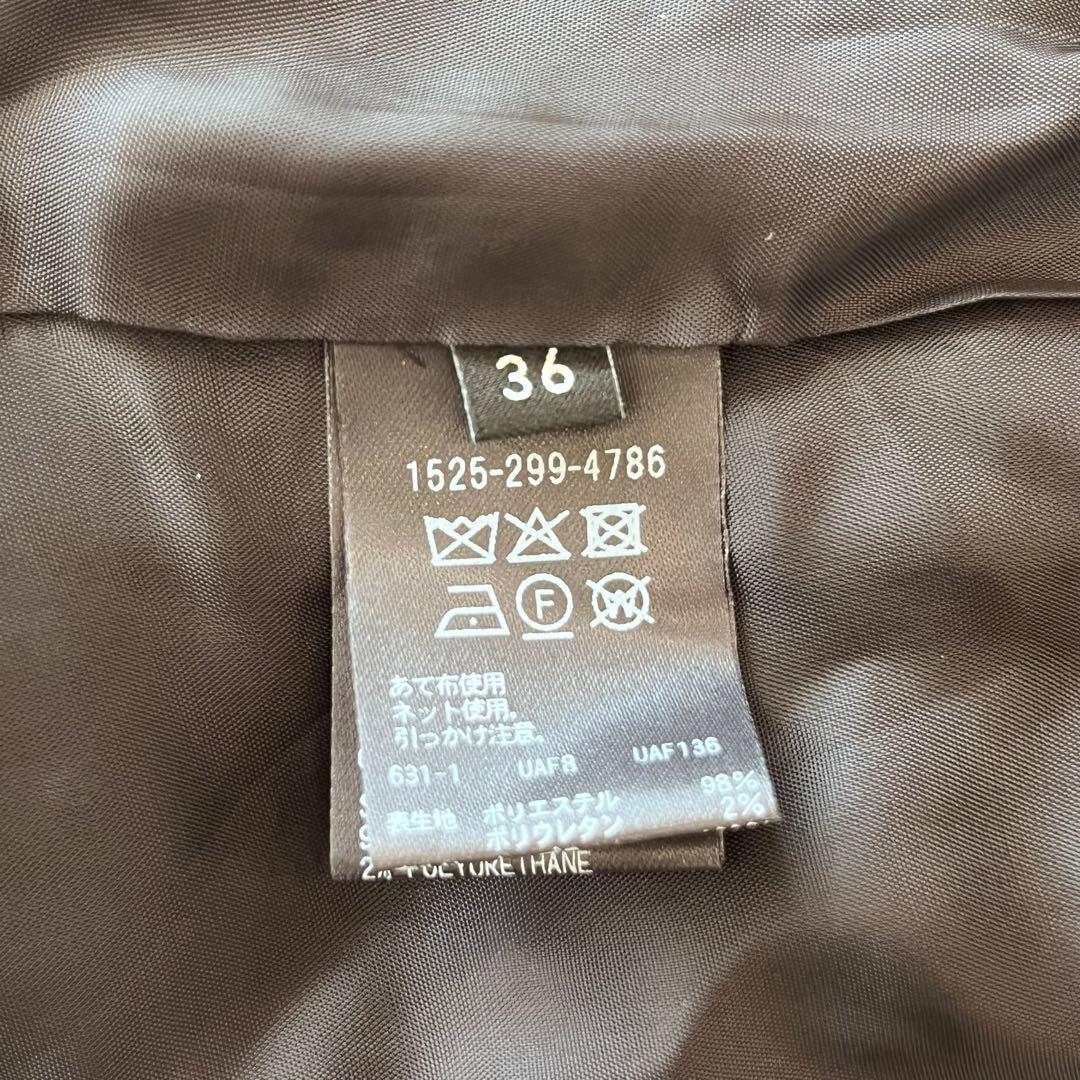 36
1525-299-4786
F W
あて布使用
ネット使用。
引っかけ注意。
631-1 UAF8 UAF136
表生地 ポリエステル 98%
ポリウレタン 2%
2% POLYURETHANE